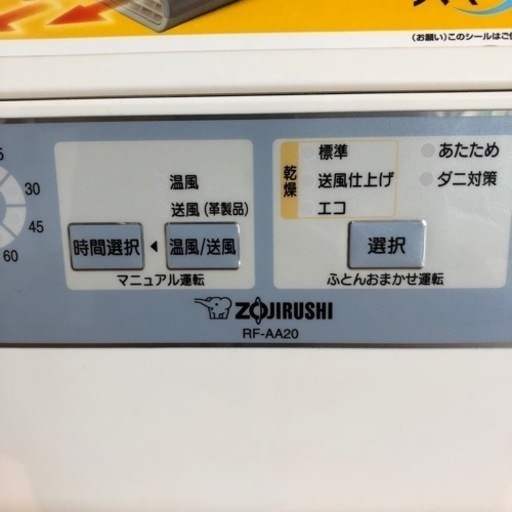 (お願い)このシールはご使
30
45
60
温風
送風(革製品)
時間選択
温風/送風
マニュアル運転
乾燥
標準
送風仕上げ
エコ
あたため
ダニ対策
選択
ふとんおまかせ運転
ZOJIRUSHI
RF-AA20